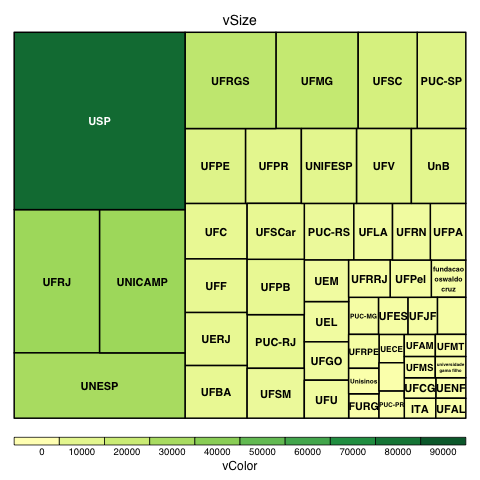 vSize
USP
UFRGS
UFMG
UFSC
PUC-SP
UFPE
UFPR
UNIFESP
UFV
UnB
UFRJ
UNICAMP
UNESP
UFC
UFSCar
PUC-RS
UFLA
UFRN
UFPA
UFF
UFPB
UEM
UFRRJ
UFPel
fundacao
oswaldo
cruz
UERJ
PUC-RJ
UEL
PUC-MG
UFES
UFJF
UFGO
UFRPE
UECE
UFAM
UFMT
UFBA
UFSM
UFU
Unisinos
UFMS
universidade
gama filho
FURG
PUC-PR
UFCG
UENF
ITA
UFAL
0 10000 20000 30000 40000 50000 60000 70000 80000 90000
vColor